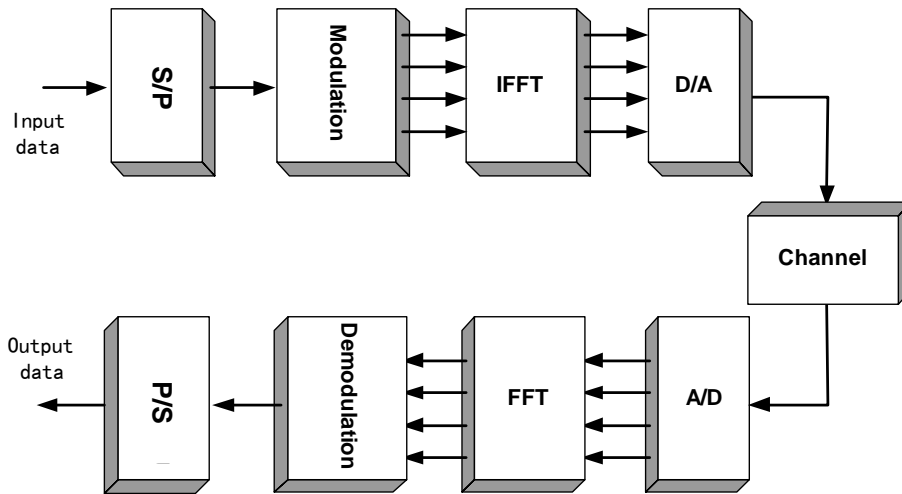 Input
data
S/P
Modulation
IFFT
D/A
Channel
Output
data
P/S
Demodulation
FFT
A/D